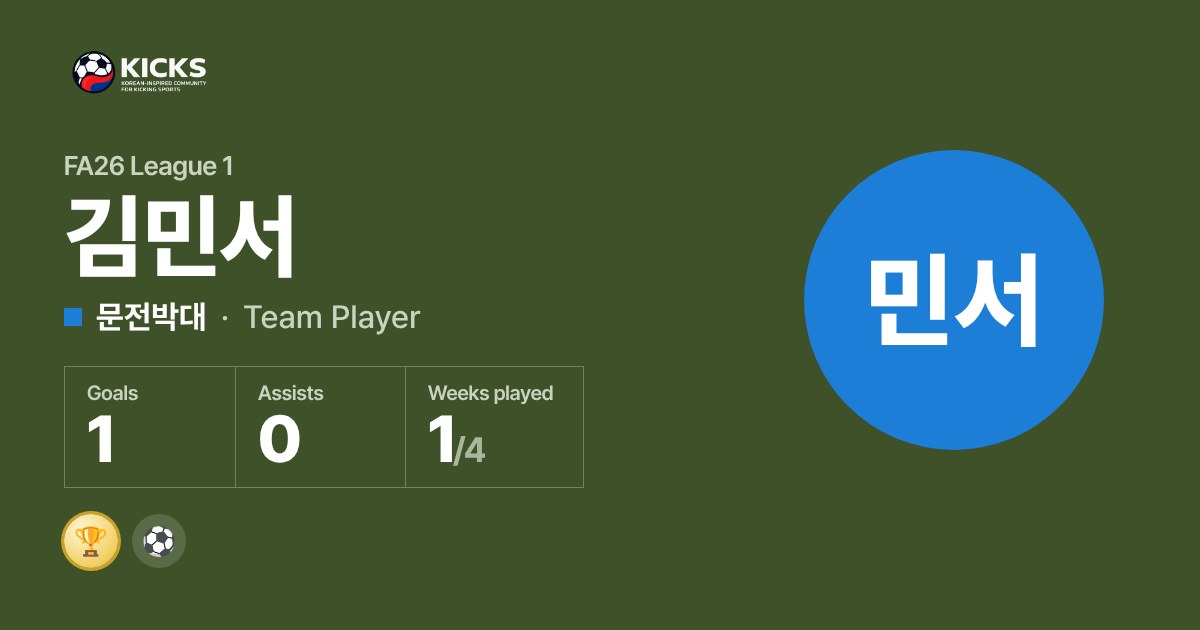 KICKS
KOREAN-INSPIRED COMMUNITY
FOR KICKING SPORTS
FA26 League 1
김민서
문전박대 · Team Player
Goals Assists Weeks played
1 0 1/4
민서